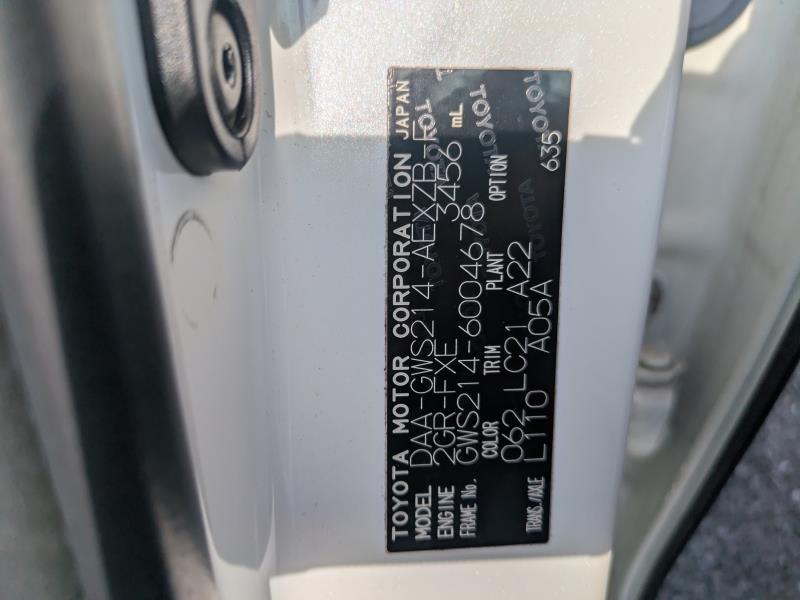 TOYOTA MOTOR CORPORATION JAPAN
MODEL DAA-GWS214-AEXZB-F
ENGINE 2GR-FXE 3456 mL
FRAME No. GWS214-6004678
COLOR TRIM PLANT OPTION
062 LC21 A22
TRANS./AXLE L110 A05A 635